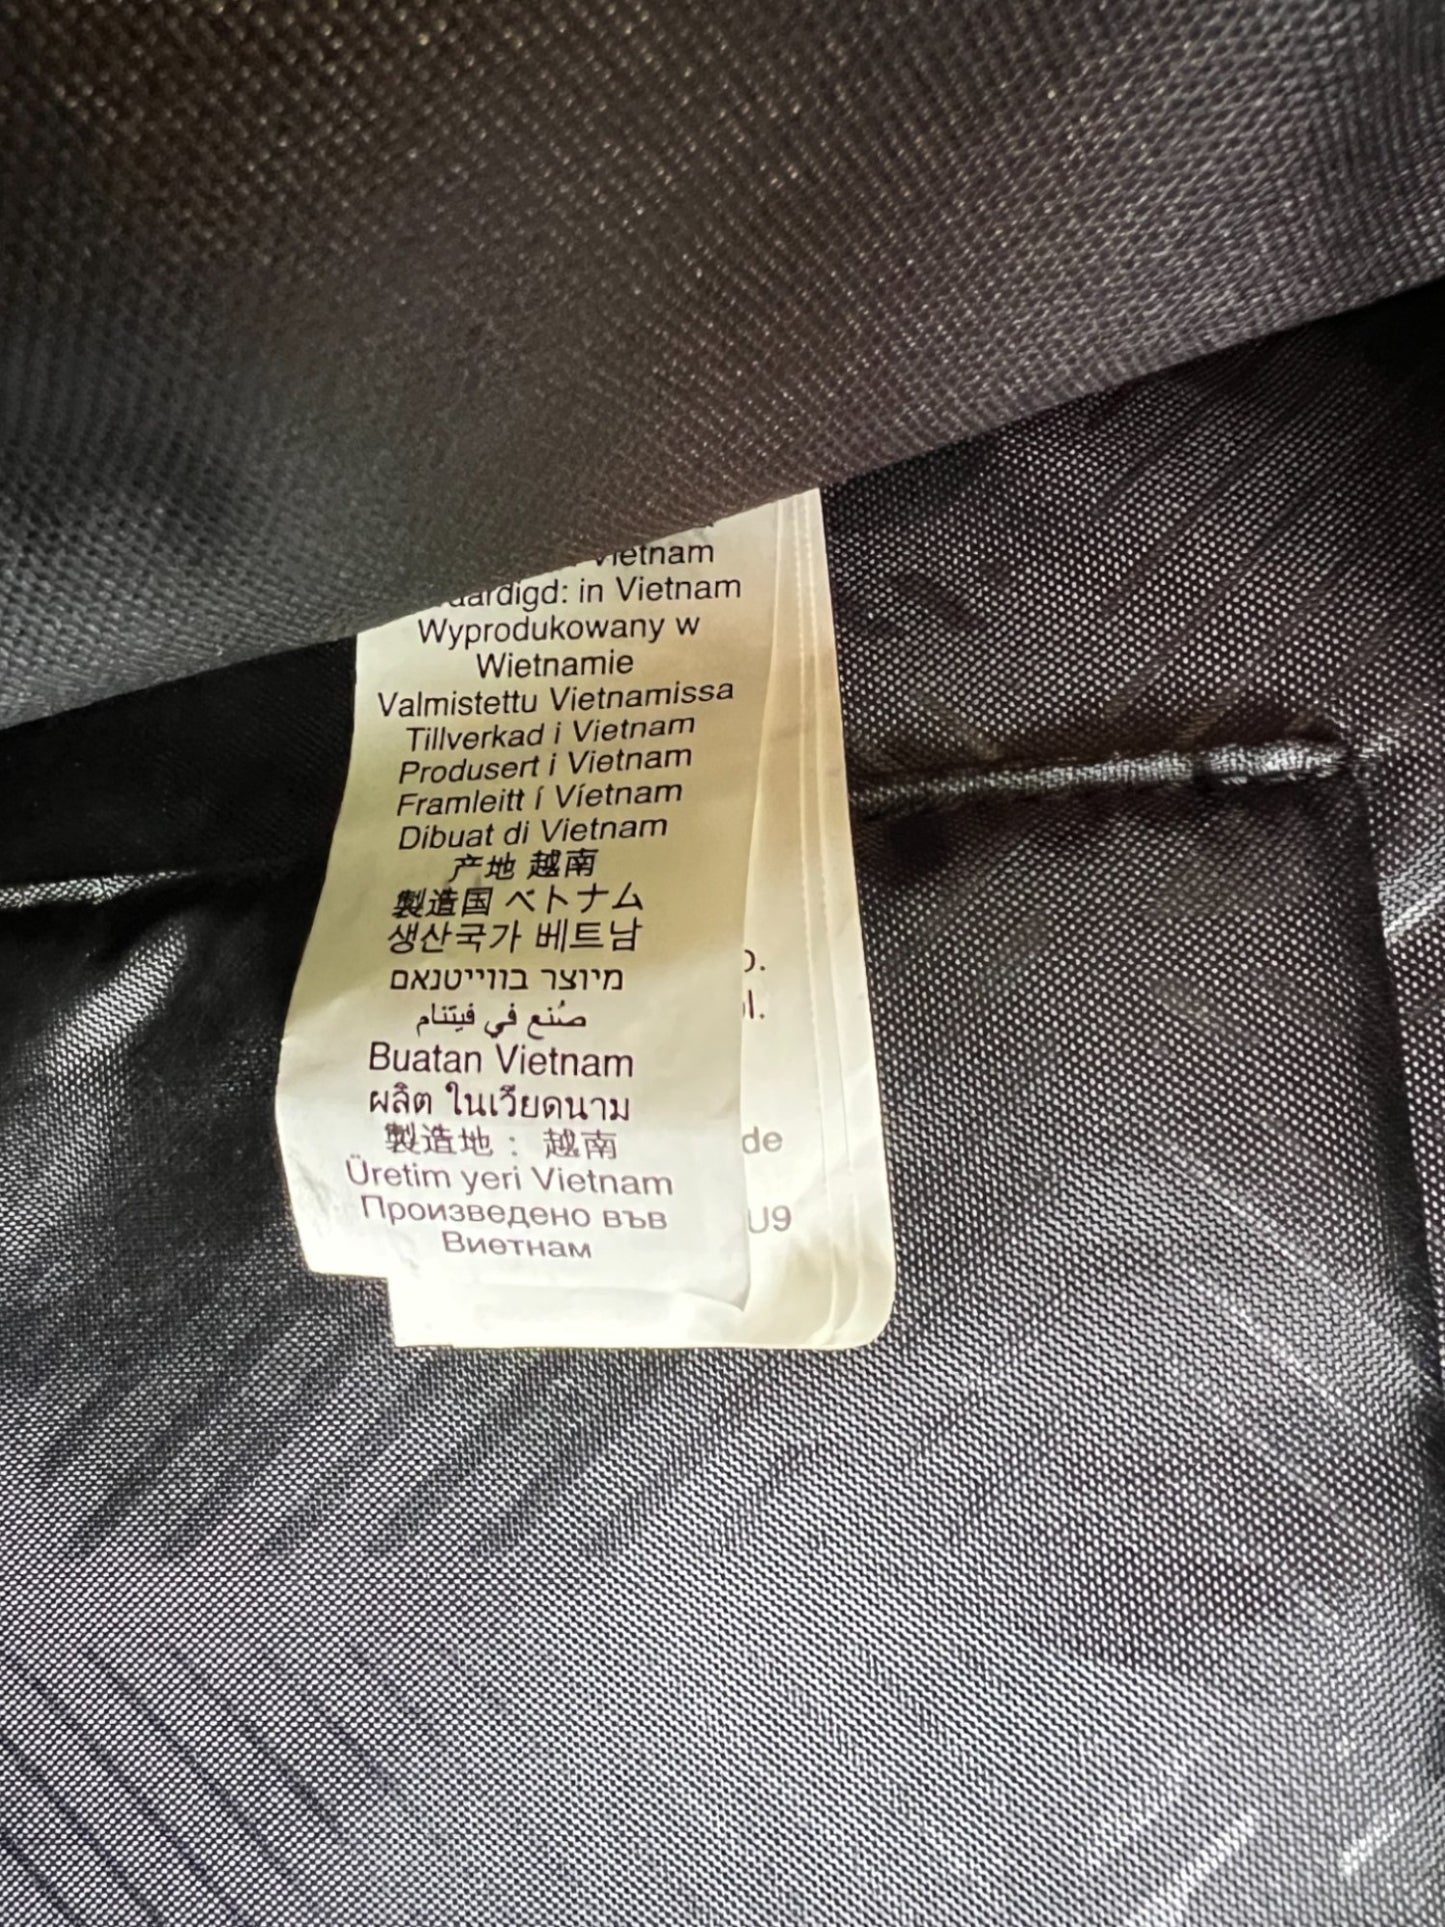 Vietnam
in Vietnam
Wyprodukowany w
Wietnamie
Valmistettu Vietnamissa
Tillverkad i Vietnam
Produsert i Vietnam
Framleitt í Víetnam
Dibuat di Vietnam
产地 越南
製造国 ベトナム
생산국가 베트남
מיוצר בווייטנאם
صُنع في فيتنام
Buatan Vietnam
ผลิต ในเวียดนาม
製造地： 越南
Üretim yeri Vietnam
Произведено във
Виетнам
de
U9